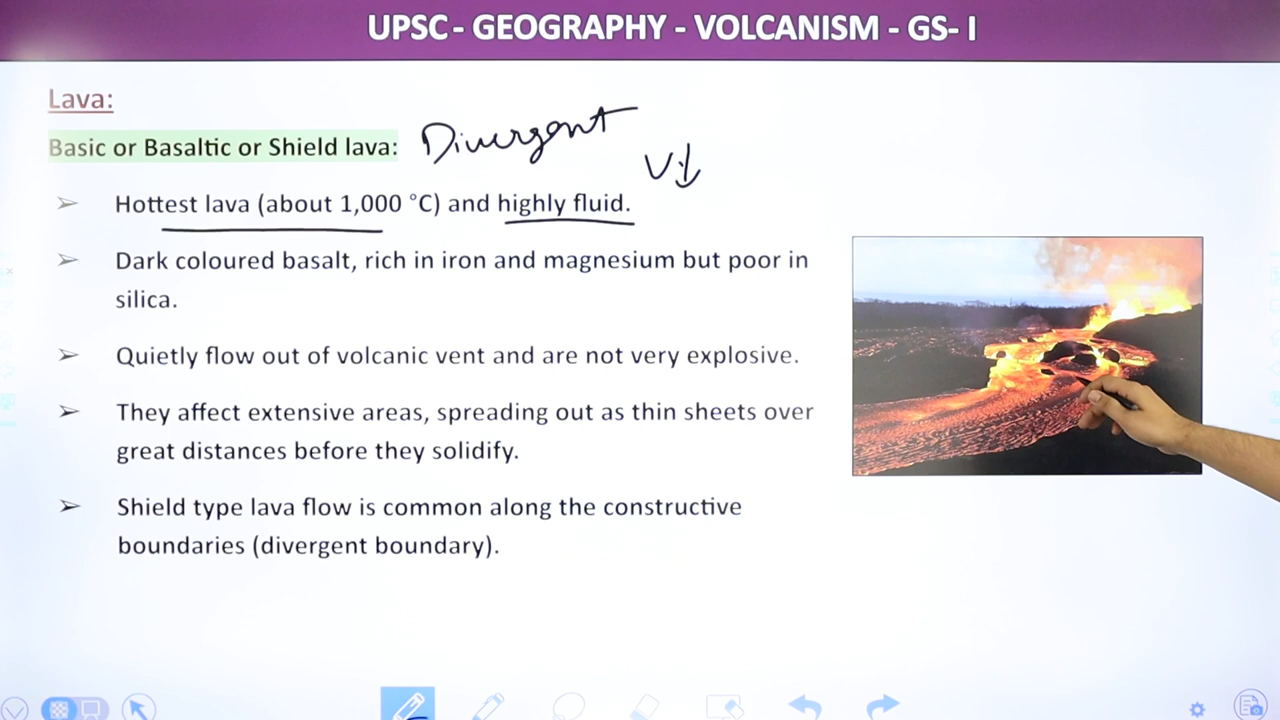 UPSC - GEOGRAPHY - VOLCANISM - GS- I
Lava:
Basic or Basaltic or Shield lava: Divergent
V↓
➢ Hottest lava (about 1,000 °C) and highly fluid.
➢ Dark coloured basalt, rich in iron and magnesium but poor in
silica.
➢ Quietly flow out of volcanic vent and are not very explosive.
➢ They affect extensive areas, spreading out as thin sheets over
great distances before they solidify.
➢ Shield type lava flow is common along the constructive
boundaries (divergent boundary).